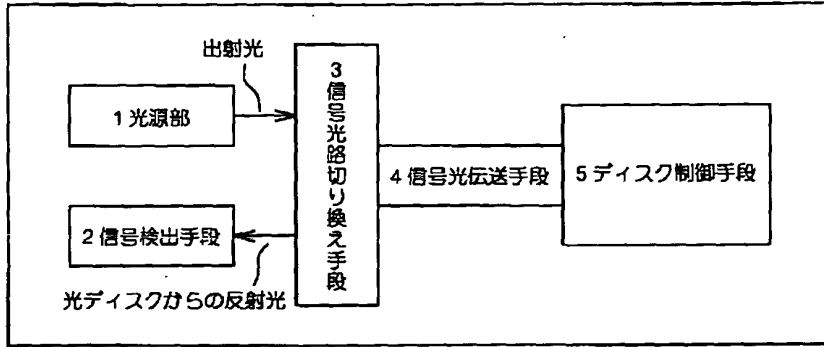 出射光
1光源部
3信号光路切り換え手段
4信号光伝送手段
5ディスク制御手段
2信号検出手段
光ディスクからの反射光